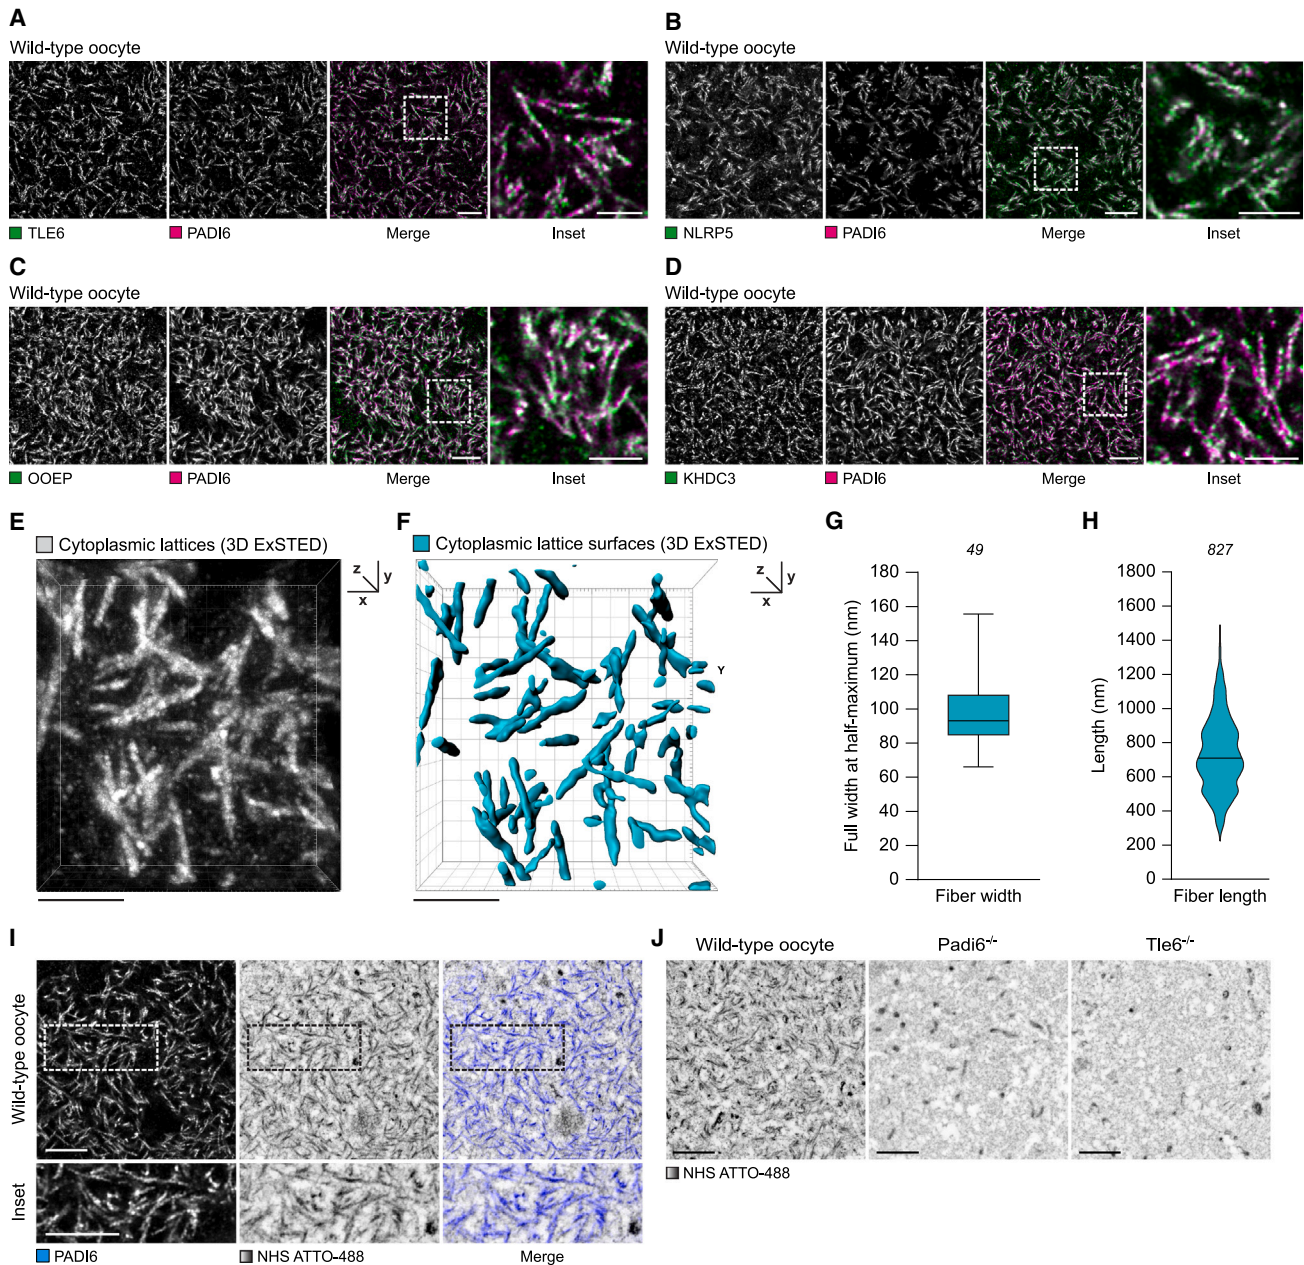 A
Wild-type oocyte
TLE6
PADI6
Merge
Inset
B
Wild-type oocyte
NLRP5
PADI6
Merge
Inset
C
Wild-type oocyte
OOEP
PADI6
Merge
Inset
D
Wild-type oocyte
KHDC3
PADI6
Merge
Inset
E
Cytoplasmic lattices (3D ExSTED)
z
y
x
F
Cytoplasmic lattice surfaces (3D ExSTED)
z
y
x
Y
G
49
Full width at half-maximum (nm)
180
160
140
120
100
80
60
40
20
0
Fiber width
H
827
Length (nm)
1800
1600
1400
1200
1000
800
600
400
200
0
Fiber length
I
Wild-type oocyte
Inset
PADI6
NHS ATTO-488
Merge
J
Wild-type oocyte
Padi6-/-
Tle6-/-
NHS ATTO-488